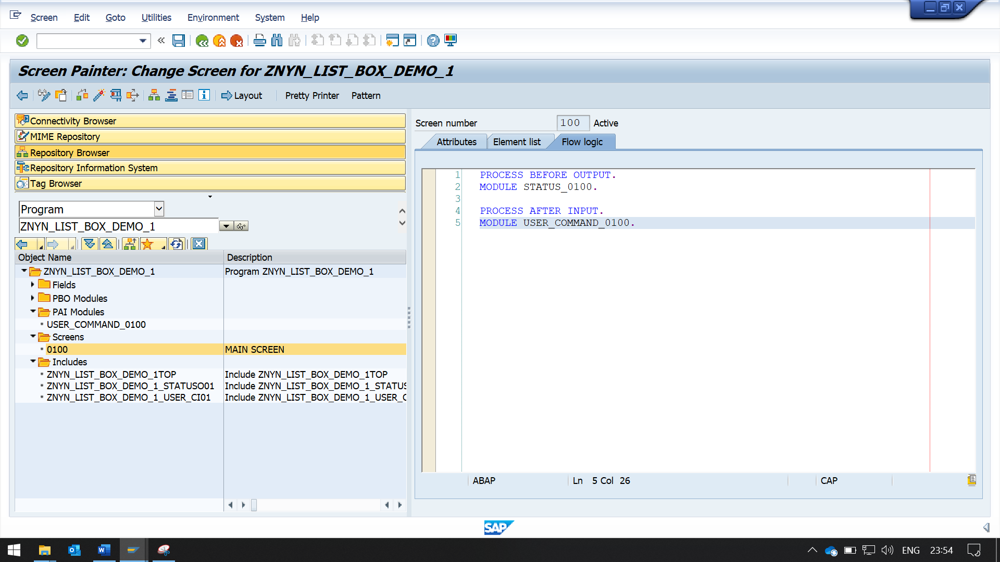 Screen Edit Goto Utilities Environment System Help
Screen Painter: Change Screen for ZNYN_LIST_BOX_DEMO_1
Layout Pretty Printer Pattern
Connectivity Browser
MIME Repository
Repository Browser
Repository Information System
Tag Browser
Program
ZNYN_LIST_BOX_DEMO_1
Object Name Description
ZNYN_LIST_BOX_DEMO_1 Program ZNYN_LIST_BOX_DEMO_1
Fields
PBO Modules
PAI Modules
USER_COMMAND_0100
Screens
0100 MAIN SCREEN
Includes
ZNYN_LIST_BOX_DEMO_1TOP Include ZNYN_LIST_BOX_DEMO_1TOP
ZNYN_LIST_BOX_DEMO_1_STATUSO01 Include ZNYN_LIST_BOX_DEMO_1_STATUS
ZNYN_LIST_BOX_DEMO_1_USER_CI01 Include ZNYN_LIST_BOX_DEMO_1_USER_C
Screen number 100 Active
Attributes Element list Flow logic
1 PROCESS BEFORE OUTPUT.
2 MODULE STATUS_0100.
3
4 PROCESS AFTER INPUT.
5 MODULE USER_COMMAND_0100.
ABAP Ln 5 Col 26 CAP
SAP
ENG 23:54